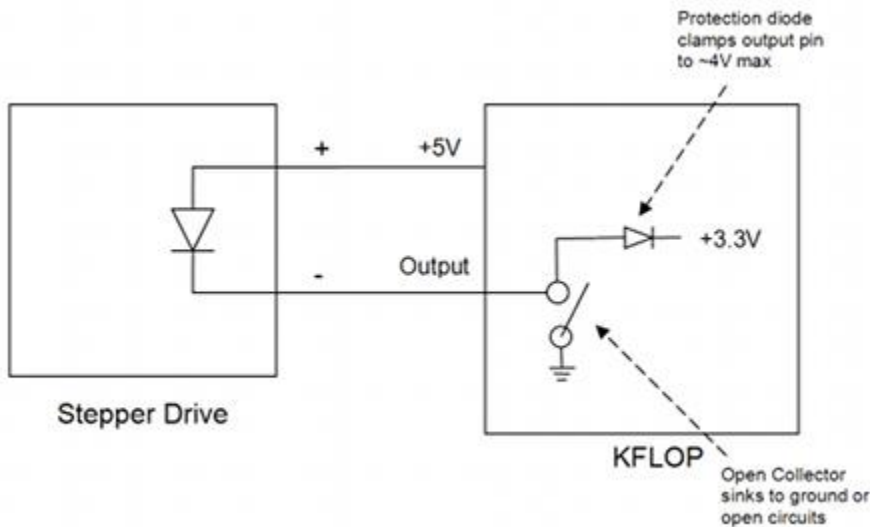 Protection diode
clamps output pin
to ~4V max
+
+5V
+3.3V
-
Output
Stepper Drive
KFLOP
Open Collector
sinks to ground or
open circuits